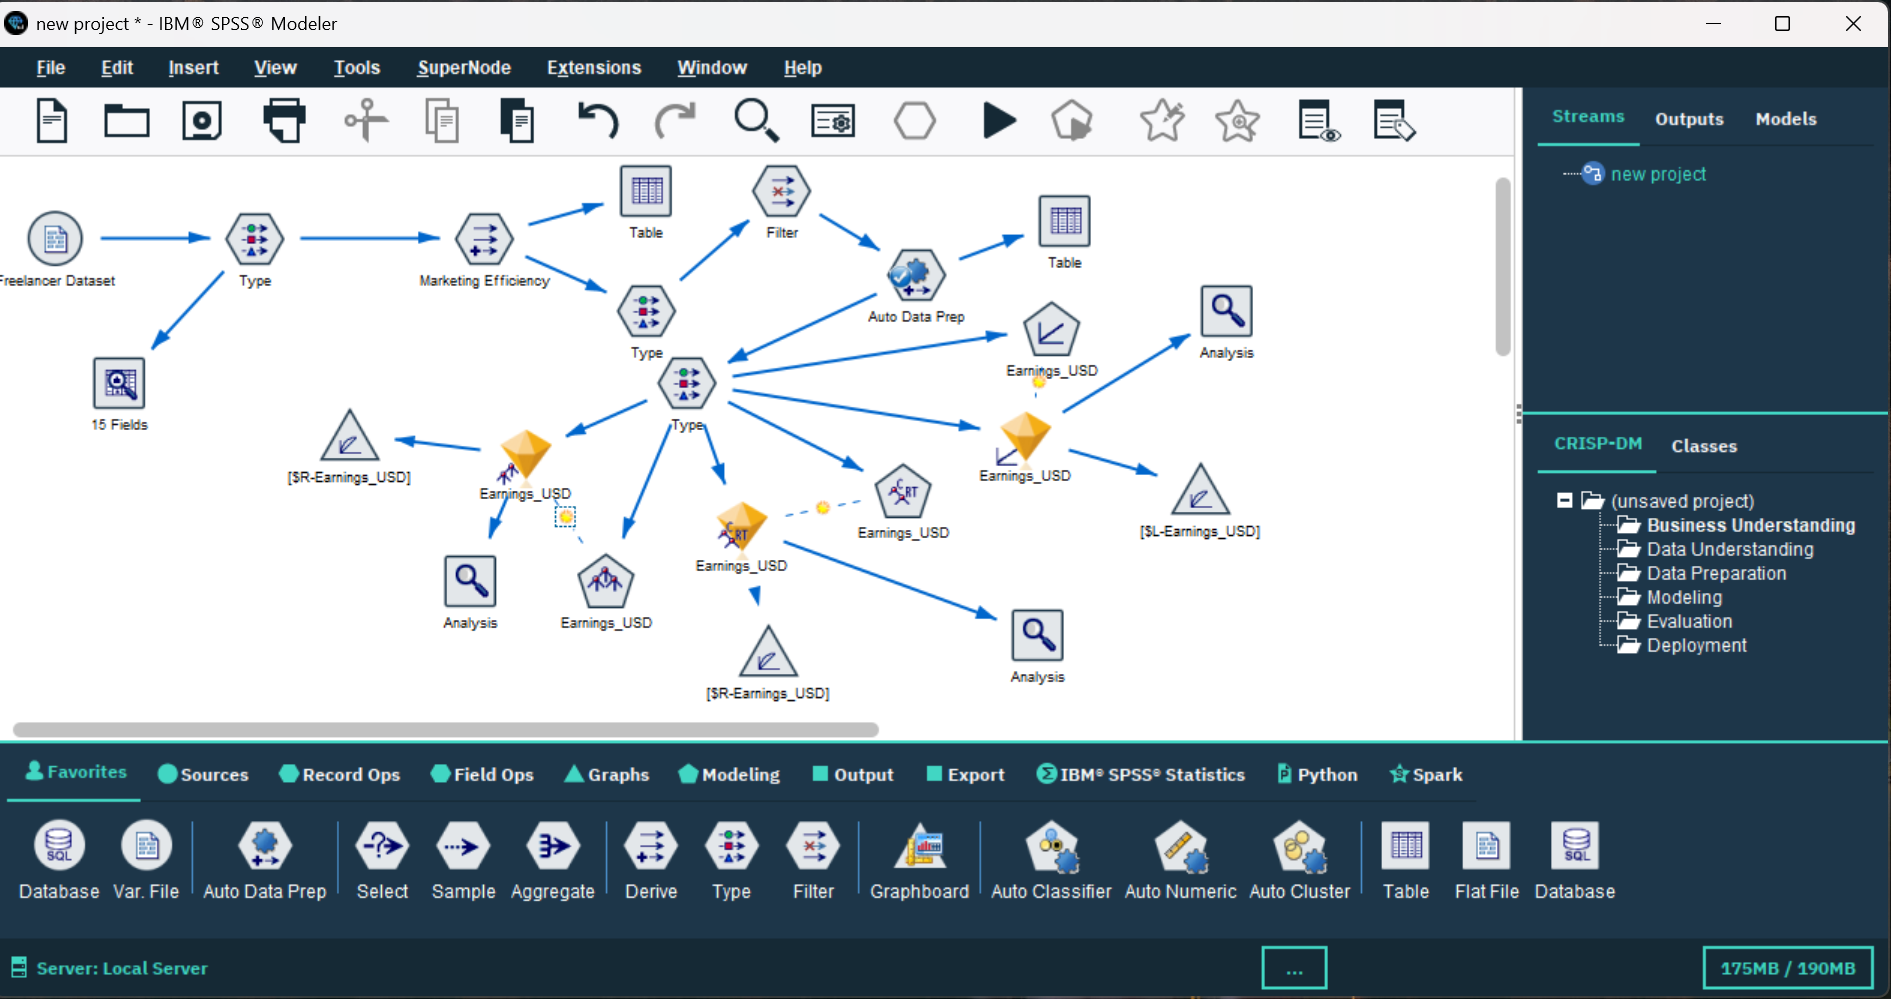 new project * - IBM® SPSS® Modeler
File Edit Insert View Tools SuperNode Extensions Window Help
Streams Outputs Models
new project
Table
Filter
Table
Freelancer Dataset
Type
Marketing Efficiency
Auto Data Prep
Type
Earnings_USD
Analysis
15 Fields
Type
[$R-Earnings_USD]
Earnings_USD
Earnings_USD
[$L-Earnings_USD]
CRT
Earnings_USD
CRT
Earnings_USD
Analysis
Earnings_USD
[$R-Earnings_USD]
Analysis
CRISP-DM Classes
(unsaved project)
Business Understanding
Data Understanding
Data Preparation
Modeling
Evaluation
Deployment
Favorites Sources Record Ops Field Ops Graphs Modeling Output Export IBM® SPSS® Statistics Python Spark
SQL
SQL
Database Var. File Auto Data Prep Select Sample Aggregate Derive Type Filter Graphboard Auto Classifier Auto Numeric Auto Cluster Table Flat File Database
Server: Local Server
...
175MB / 190MB